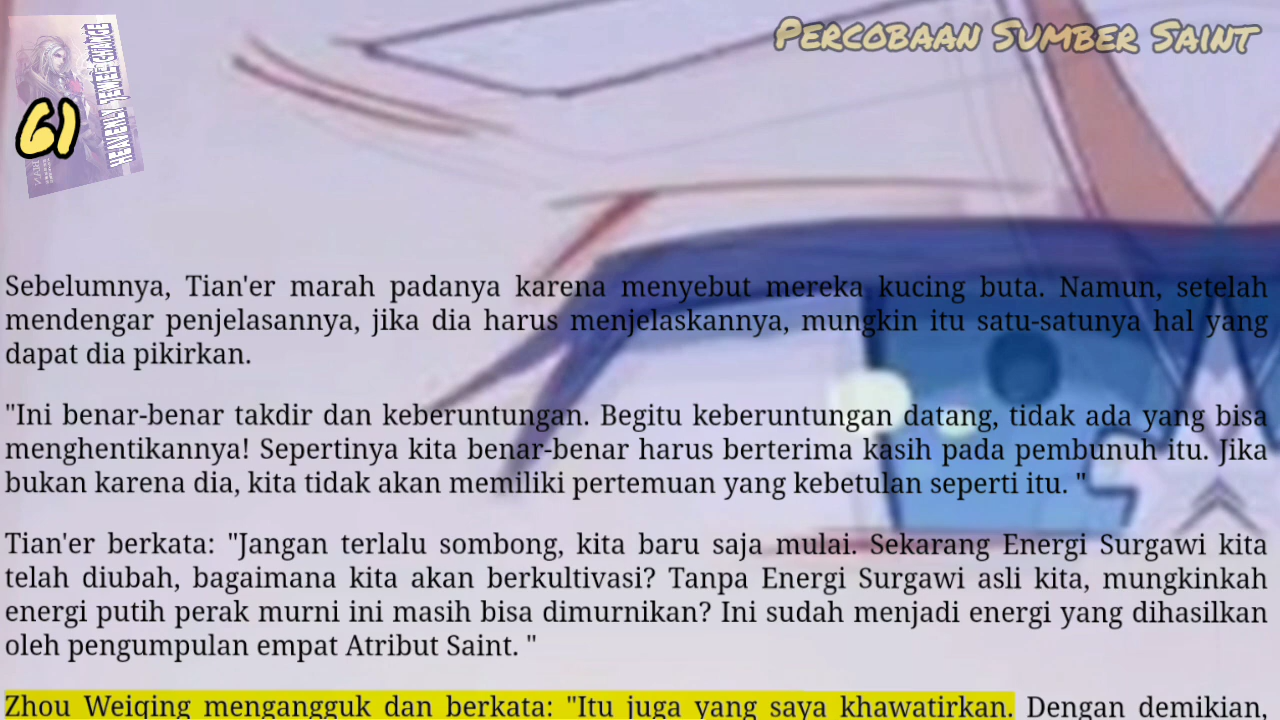 PERCOBAAN SUMBER SAINT
HEAVENLY JEWEL CHANGE
61
Sebelumnya, Tian'er marah padanya karena menyebut mereka kucing buta. Namun, setelah
mendengar penjelasannya, jika dia harus menjelaskannya, mungkin itu satu-satunya hal yang
dapat dia pikirkan.
"Ini benar-benar takdir dan keberuntungan. Begitu keberuntungan datang, tidak ada yang bisa
menghentikannya! Sepertinya kita benar-benar harus berterima kasih pada pembunuh itu. Jika
bukan karena dia, kita tidak akan memiliki pertemuan yang kebetulan seperti itu. "
Tian'er berkata: "Jangan terlalu sombong, kita baru saja mulai. Sekarang Energi Surgawi kita
telah diubah, bagaimana kita akan berkultivasi? Tanpa Energi Surgawi asli kita, mungkinkah
energi putih perak murni ini masih bisa dimurnikan? Ini sudah menjadi energi yang dihasilkan
oleh pengumpulan empat Atribut Saint. "
Zhou Weiqing mengangguk dan berkata: "Itu juga yang saya khawatirkan. Dengan demikian,